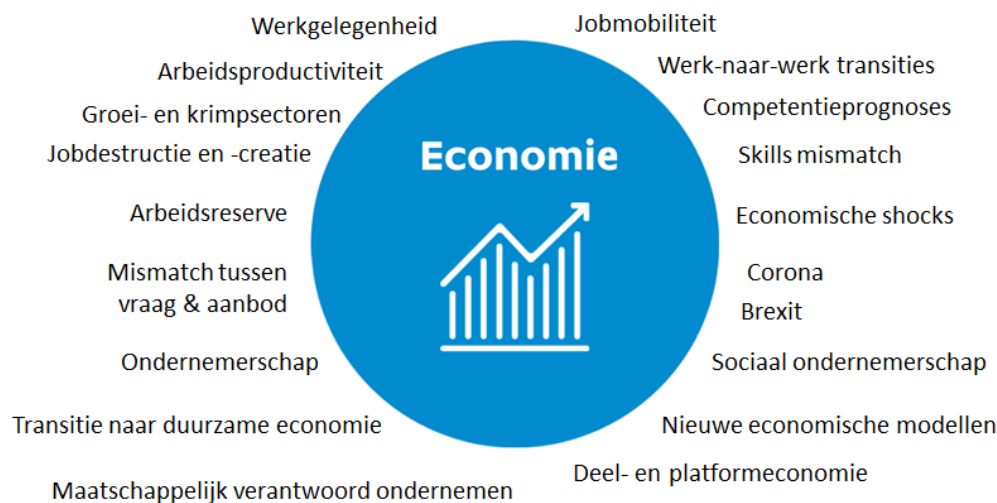 Werkgelegenheid
Jobmobiliteit
Arbeidsproductiviteit
Werk-naar-werk transities
Groei- en krimpsectoren
Competentieprognoses
Jobdestructie en -creatie
Economie
Skills mismatch
Arbeidsreserve
Economische shocks
Mismatch tussen
vraag & aanbod
Corona
Brexit
Ondernemerschap
Sociaal ondernemerschap
Transitie naar duurzame economie
Nieuwe economische modellen
Deel- en platformeconomie
Maatschappelijk verantwoord ondernemen